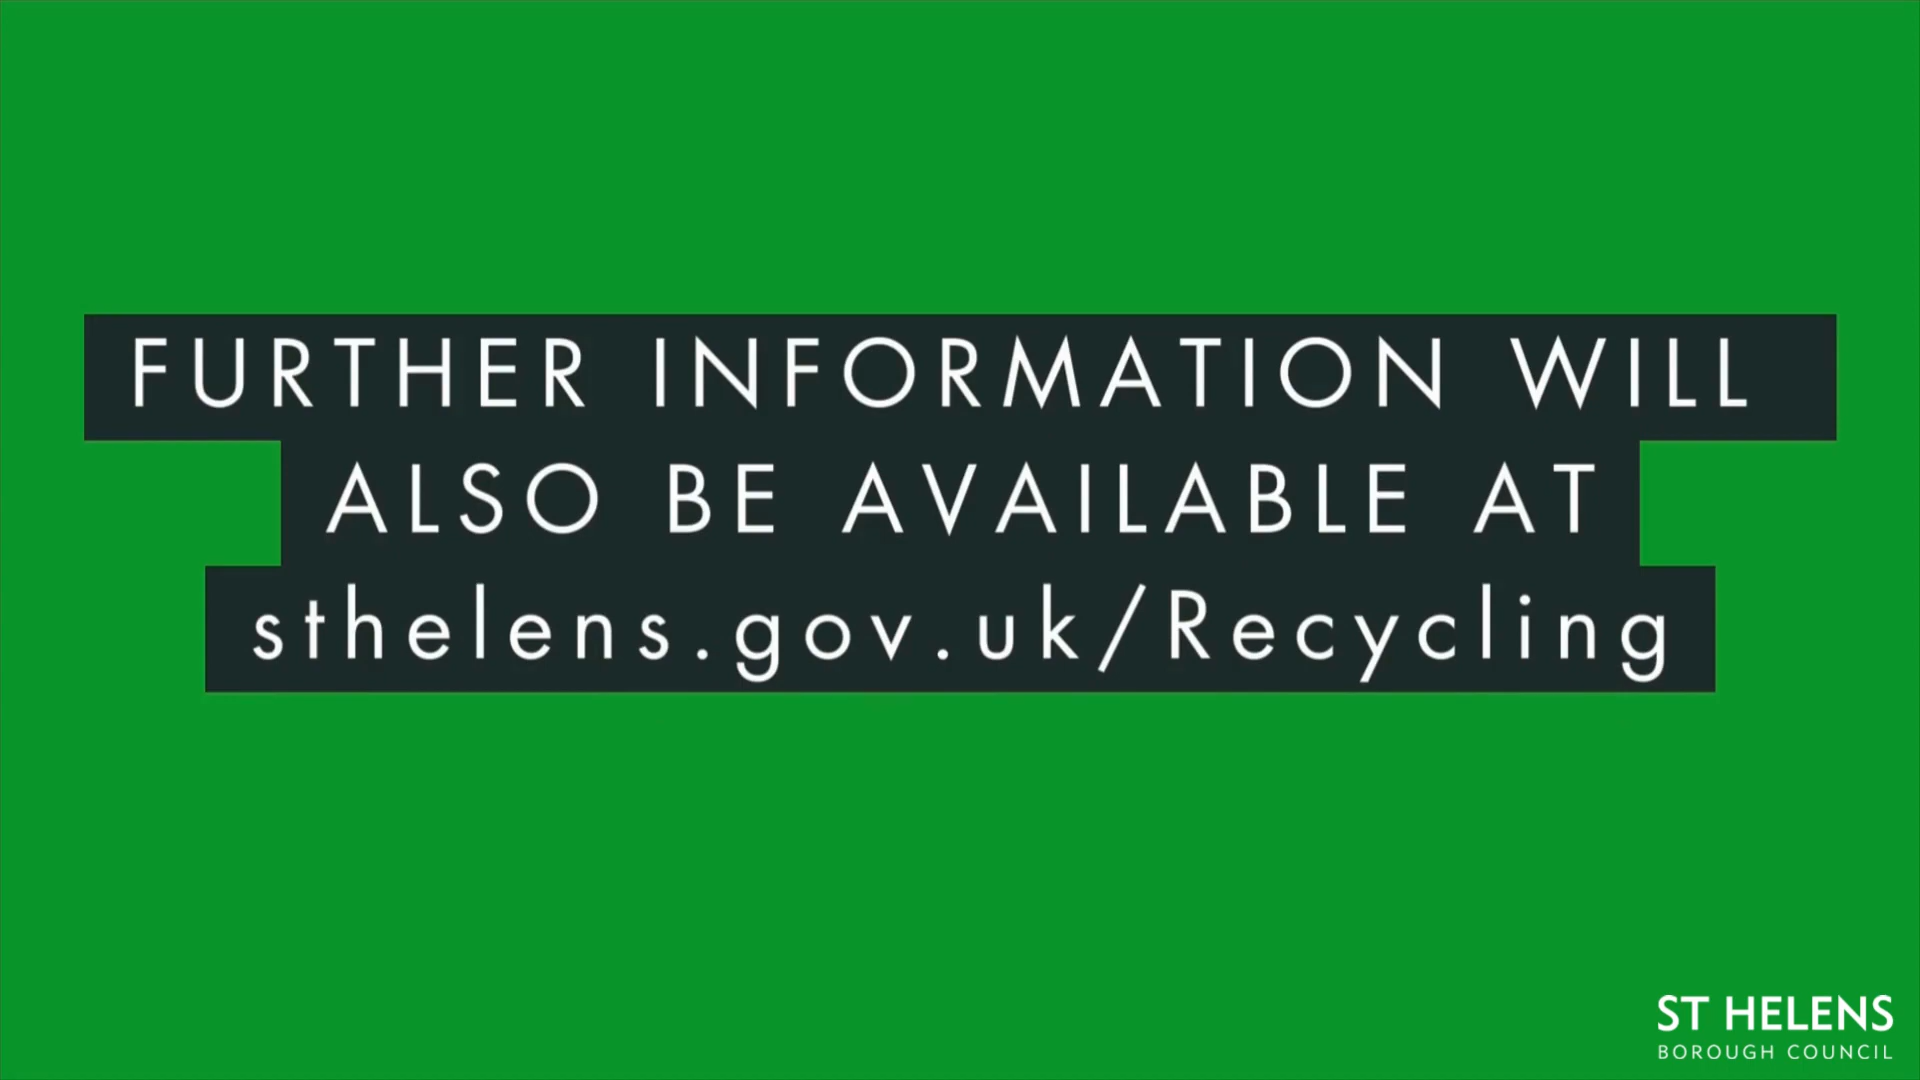 FURTHER INFORMATION WILL
ALSO BE AVAILABLE AT
sthelens.gov.uk/Recycling
ST HELENS
BOROUGH COUNCIL